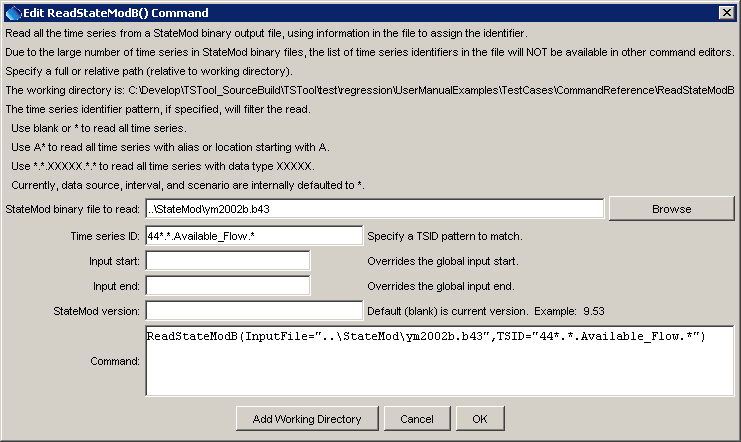 Edit ReadStateModB() Command
Read all the time series from a StateMod binary output file, using information in the file to assign the identifier.
Due to the large number of time series in StateMod binary files, the list of time series identifiers in the file will NOT be available in other command editors.
Specify a full or relative path (relative to working directory).
The working directory is: C:\Develop\TSTool_SourceBuild\TSTool\test\regression\UserManualExamples\TestCases\CommandReference\ReadStateModB
The time series identifier pattern, if specified, will filter the read.
Use blank or * to read all time series.
Use A* to read all time series with alias or location starting with A.
Use *.*.XXXXX.*.* to read all time series with data type XXXXX.
Currently, data source, interval, and scenario are internally defaulted to *.
StateMod binary file to read: ..\StateMod\ym2002b.b43 Browse
Time series ID: 44*.*.Available_Flow.* Specify a TSID pattern to match.
Input start: Overrides the global input start.
Input end: Overrides the global input end.
StateMod version: Default (blank) is current version. Example: 9.53
Command: ReadStateModB(InputFile="..\StateMod\ym2002b.b43",TSID="44*.*.Available_Flow.*")
Add Working Directory Cancel OK